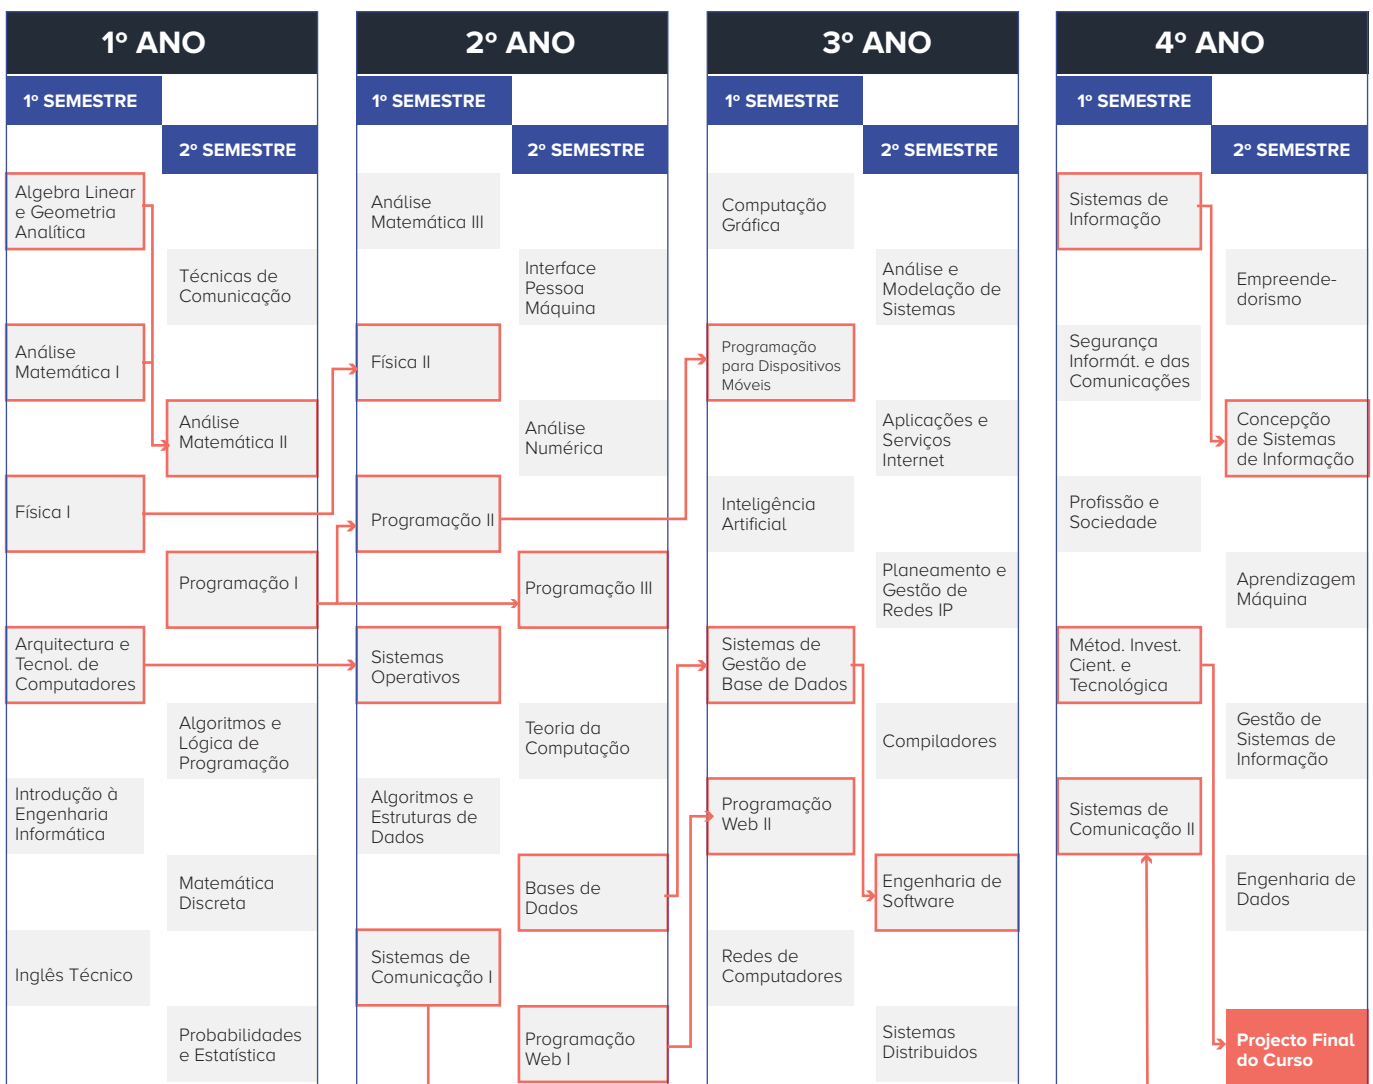 1º ANO
1º SEMESTRE
2º SEMESTRE
Algebra Linear
e Geometria
Analítica
Técnicas de
Comunicação
Análise
Matemática I
Análise
Matemática II
Física I
Programação I
Arquitectura e
Tecnol. de
Computadores
Algoritmos e
Lógica de
Programação
Introdução à
Engenharia
Informática
Matemática
Discreta
Inglês Técnico
Probabilidades
e Estatística
2º ANO
1º SEMESTRE
2º SEMESTRE
Análise
Matemática III
Interface
Pessoa
Máquina
Física II
Análise
Numérica
Programação II
Programação III
Sistemas
Operativos
Teoria da
Computação
Algoritmos e
Estruturas de
Dados
Bases de
Dados
Sistemas de
Comunicação I
Programação
Web I
3º ANO
1º SEMESTRE
2º SEMESTRE
Computação
Gráfica
Análise e
Modelação de
Sistemas
Programação
para Dispositivos
Móveis
Aplicações e
Serviços
Internet
Inteligência
Artificial
Planeamento e
Gestão de
Redes IP
Sistemas de
Gestão de
Base de Dados
Compiladores
Programação
Web II
Engenharia de
Software
Redes de
Computadores
Sistemas
Distribuidos
4º ANO
1º SEMESTRE
2º SEMESTRE
Sistemas de
Informação
Empreende-
dorismo
Segurança
Informát. e das
Comunicações
Concepção
de Sistemas
de Informação
Profissão e
Sociedade
Aprendizagem
Máquina
Métod. Invest.
Cient. e
Tecnológica
Gestão de
Sistemas de
Informação
Sistemas de
Comunicação II
Engenharia de
Dados
Projecto Final
do Curso